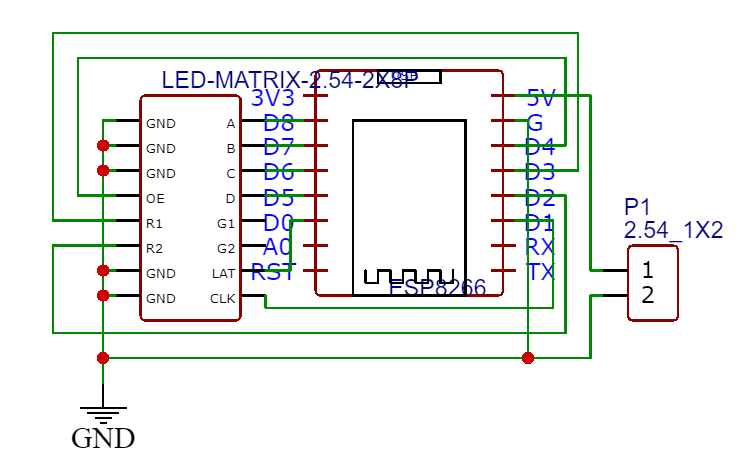 LED-MATRIX-2.54-2X8P
3V3
5V
GND
A
D8
G
GND
B
D7
D4
GND
C
D6
D3
OE
D
D5
D2
R1
G1
D0
D1
R2
G2
A0
RX
GND
LAT
RST
TX
GND
CLK
ESP8266
P1
2.54_1X2
1
2
GND